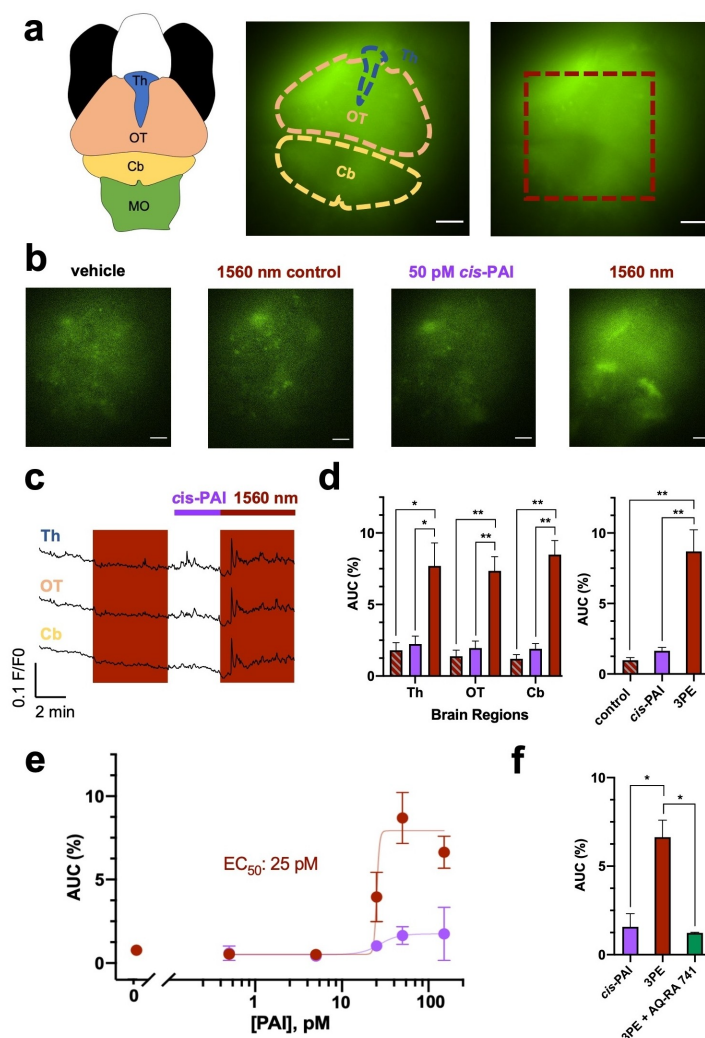 a
Th
OT
Cb
MO
Th
OT
Cb
b
vehicle
1560 nm control
50 pM cis-PAI
1560 nm
c
cis-PAI 1560 nm
Th
OT
Cb
0.1 F/F0
2 min
d
AUC (%)
10
5
0
* * ** ** ** **
Th OT Cb
Brain Regions
AUC (%)
10
5
0
**
**
control cis-PAI 3PE
e
AUC (%)
10
5
0
EC50: 25 pM
0 1 10 100
[PAI], pM
f
AUC (%)
10
5
0
* *
cis-PAI 3PE 3PE + AQ-RA 741